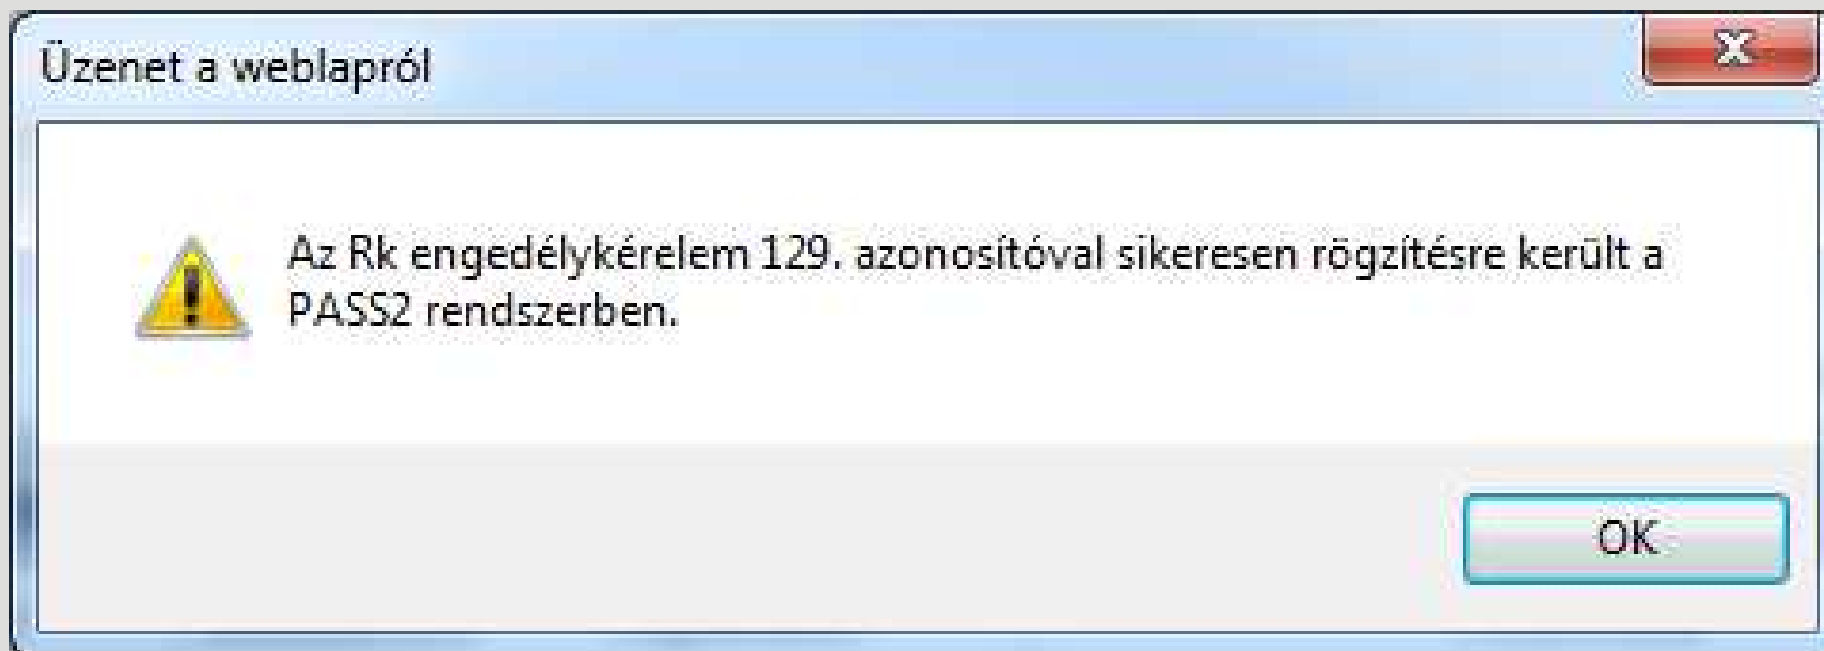 Üzenet a weblapról
Az Rk engedélykérelem 129. azonosítóval sikeresen rögzítésre került a
PASS2 rendszerben.
OK